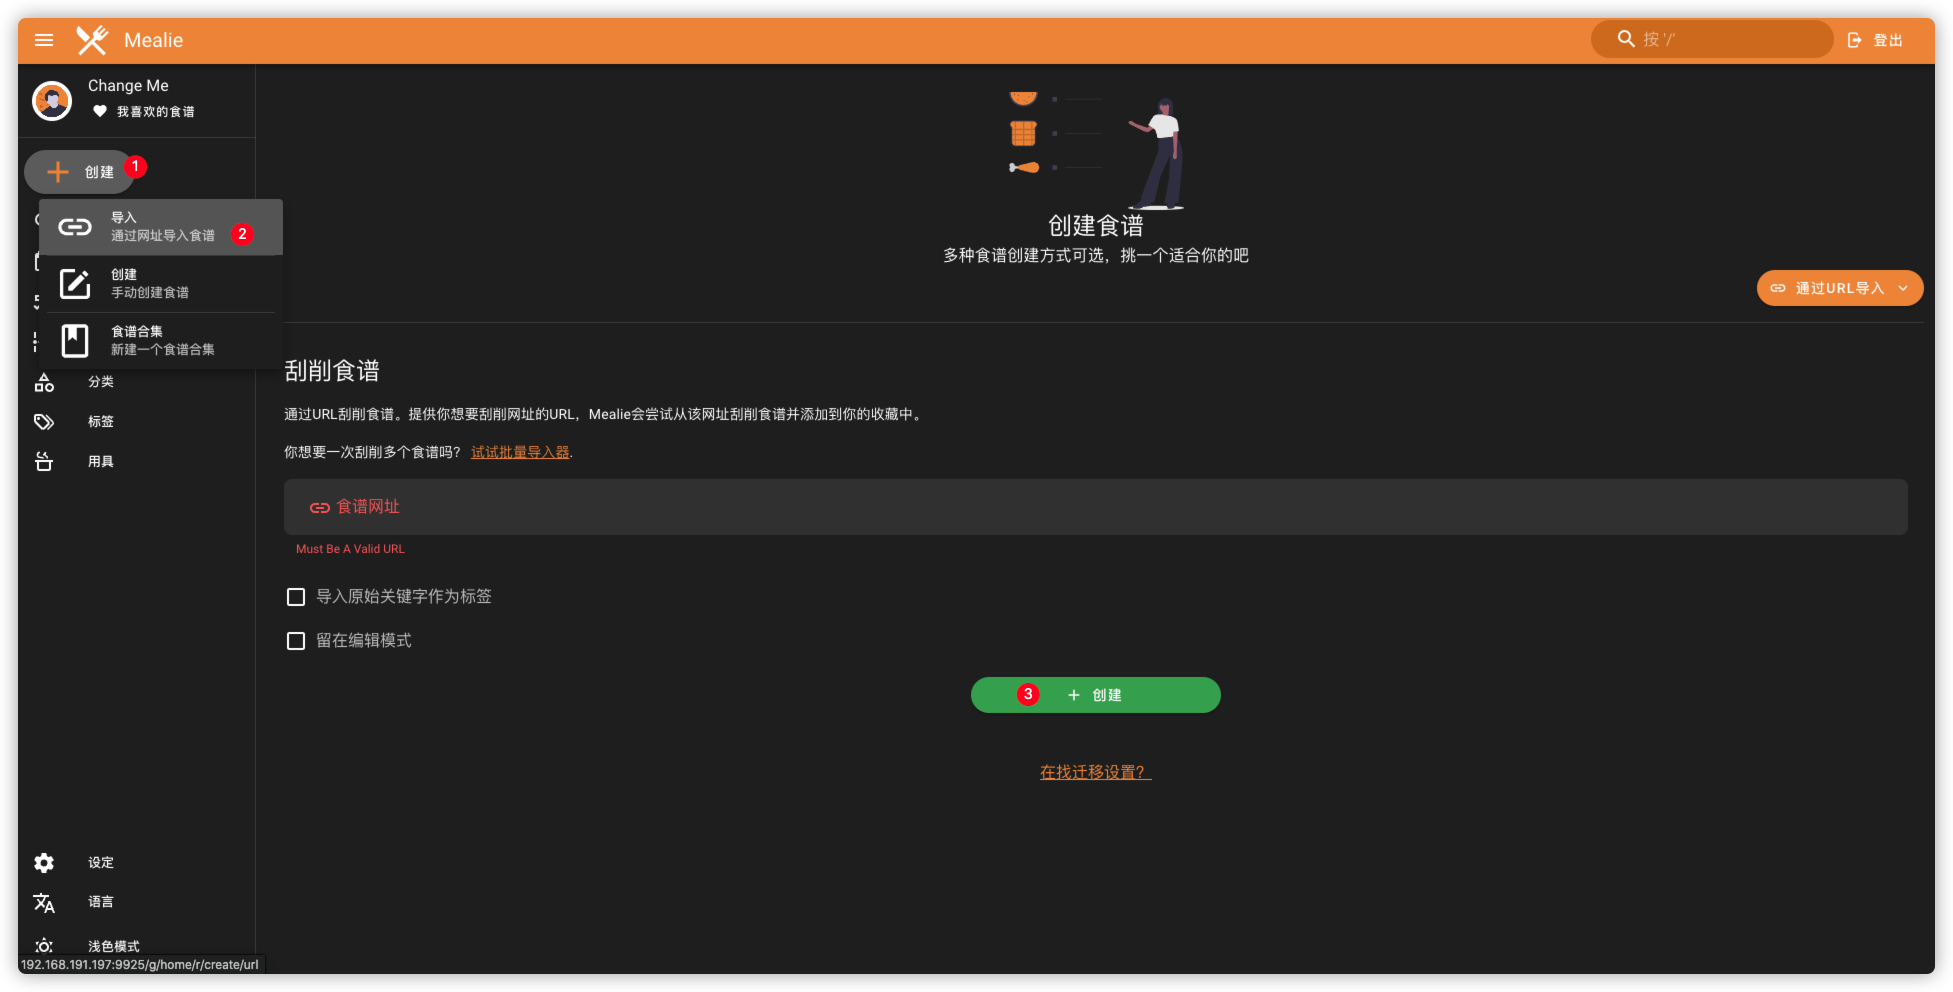 Mealie
按 '/'
登出
Change Me
我喜欢的食谱
创建
1
导入
通过网址导入食谱
2
创建
手动创建食谱
食谱合集
新建一个食谱合集
分类
标签
用具
设定
语言
浅色模式
192.168.191.197:9925/g/home/r/create/url
创建食谱
多种食谱创建方式可选，挑一个适合你的吧
通过URL导入
刮削食谱
通过URL刮削食谱。提供你想要刮削网址的URL，Mealie会尝试从该网址刮削食谱并添加到你的收藏中。
你想要一次刮削多个食谱吗？ 试试批量导入器.
食谱网址
Must Be A Valid URL
导入原始关键字作为标签
留在编辑模式
3
创建
在找迁移设置？